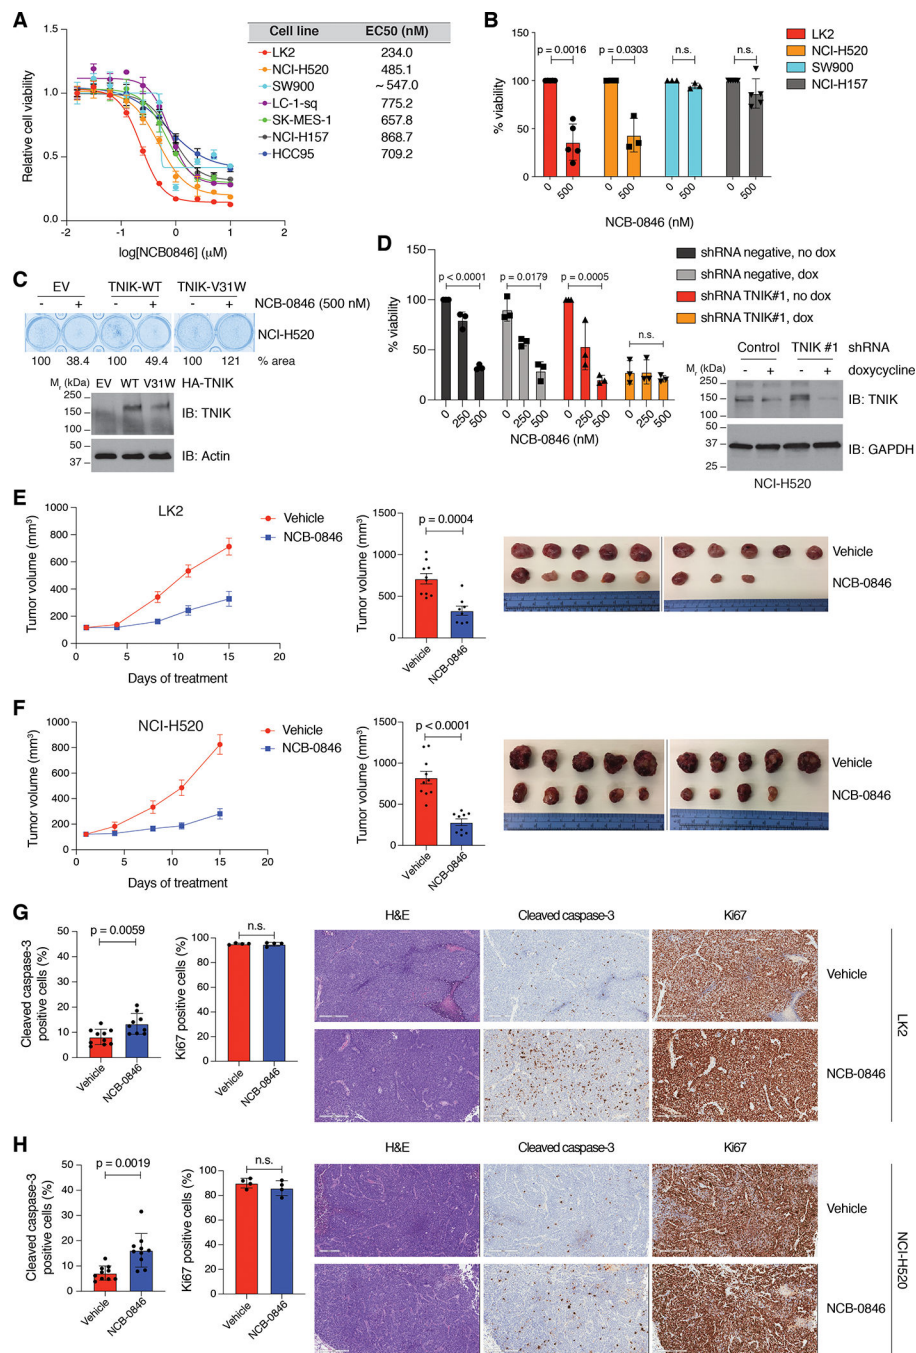 A
Cell line EC50 (nM)
LK2 234.0
NCI-H520 485.1
SW900 ~547.0
LC-1-sq 775.2
SK-MES-1 657.8
NCI-H157 868.7
HCC95 709.2
Relative cell viability
1.5
1.0
0.5
0.0
-2 -1 0 1 2
log[NCB0846] (μM)
B
LK2
NCI-H520
SW900
NCI-H157
% viability
150
100
50
0
p = 0.0016 p = 0.0303 n.s. n.s.
0 500 0 500 0 500 0 500
NCB-0846 (nM)
C
EV TNIK-WT TNIK-V31W
- + - + - + NCB-0846 (500 nM)
NCI-H520
100 38.4 100 49.4 100 121 % area
Mr (kDa) EV WT V31W HA-TNIK
250
150
100
IB: TNIK
50
37
IB: Actin
D
shRNA negative, no dox
shRNA negative, dox
shRNA TNIK#1, no dox
shRNA TNIK#1, dox
% viability
200
150
100
50
0
p < 0.0001 p = 0.0179 p = 0.0005 n.s.
0 250 500 0 250 500 0 250 500 0 250 500
NCB-0846 (nM)
Control TNIK #1 shRNA
Mr (kDa) - + - + doxycycline
250
150
100
IB: TNIK
50
37
25
IB: GAPDH
NCI-H520
E
LK2
Vehicle
NCB-0846
Tumor volume (mm³)
1000
800
600
400
200
0
0 5 10 15 20
Days of treatment
Tumor volume (mm³)
1500
1000
500
0
p = 0.0004
Vehicle
NCB-0846
Vehicle
NCB-0846
F
NCI-H520
Vehicle
NCB-0846
Tumor volume (mm³)
1000
800
600
400
200
0
0 5 10 15 20
Days of treatment
Tumor volume (mm³)
1500
1000
500
0
p < 0.0001
Vehicle
NCB-0846
Vehicle
NCB-0846
G
Cleaved caspase-3
positive cells (%)
50
40
30
20
10
0
p = 0.0059
Vehicle
NCB-0846
Ki67 positive cells (%)
100
80
60
40
20
0
n.s.
Vehicle
NCB-0846
H&E Cleaved caspase-3 Ki67
Vehicle
NCB-0846
LK2
H
Cleaved caspase-3
positive cells (%)
50
40
30
20
10
0
p = 0.0019
Vehicle
NCB-0846
Ki67 positive cells (%)
100
80
60
40
20
0
n.s.
Vehicle
NCB-0846
H&E Cleaved caspase-3 Ki67
Vehicle
NCB-0846
NCI-H520